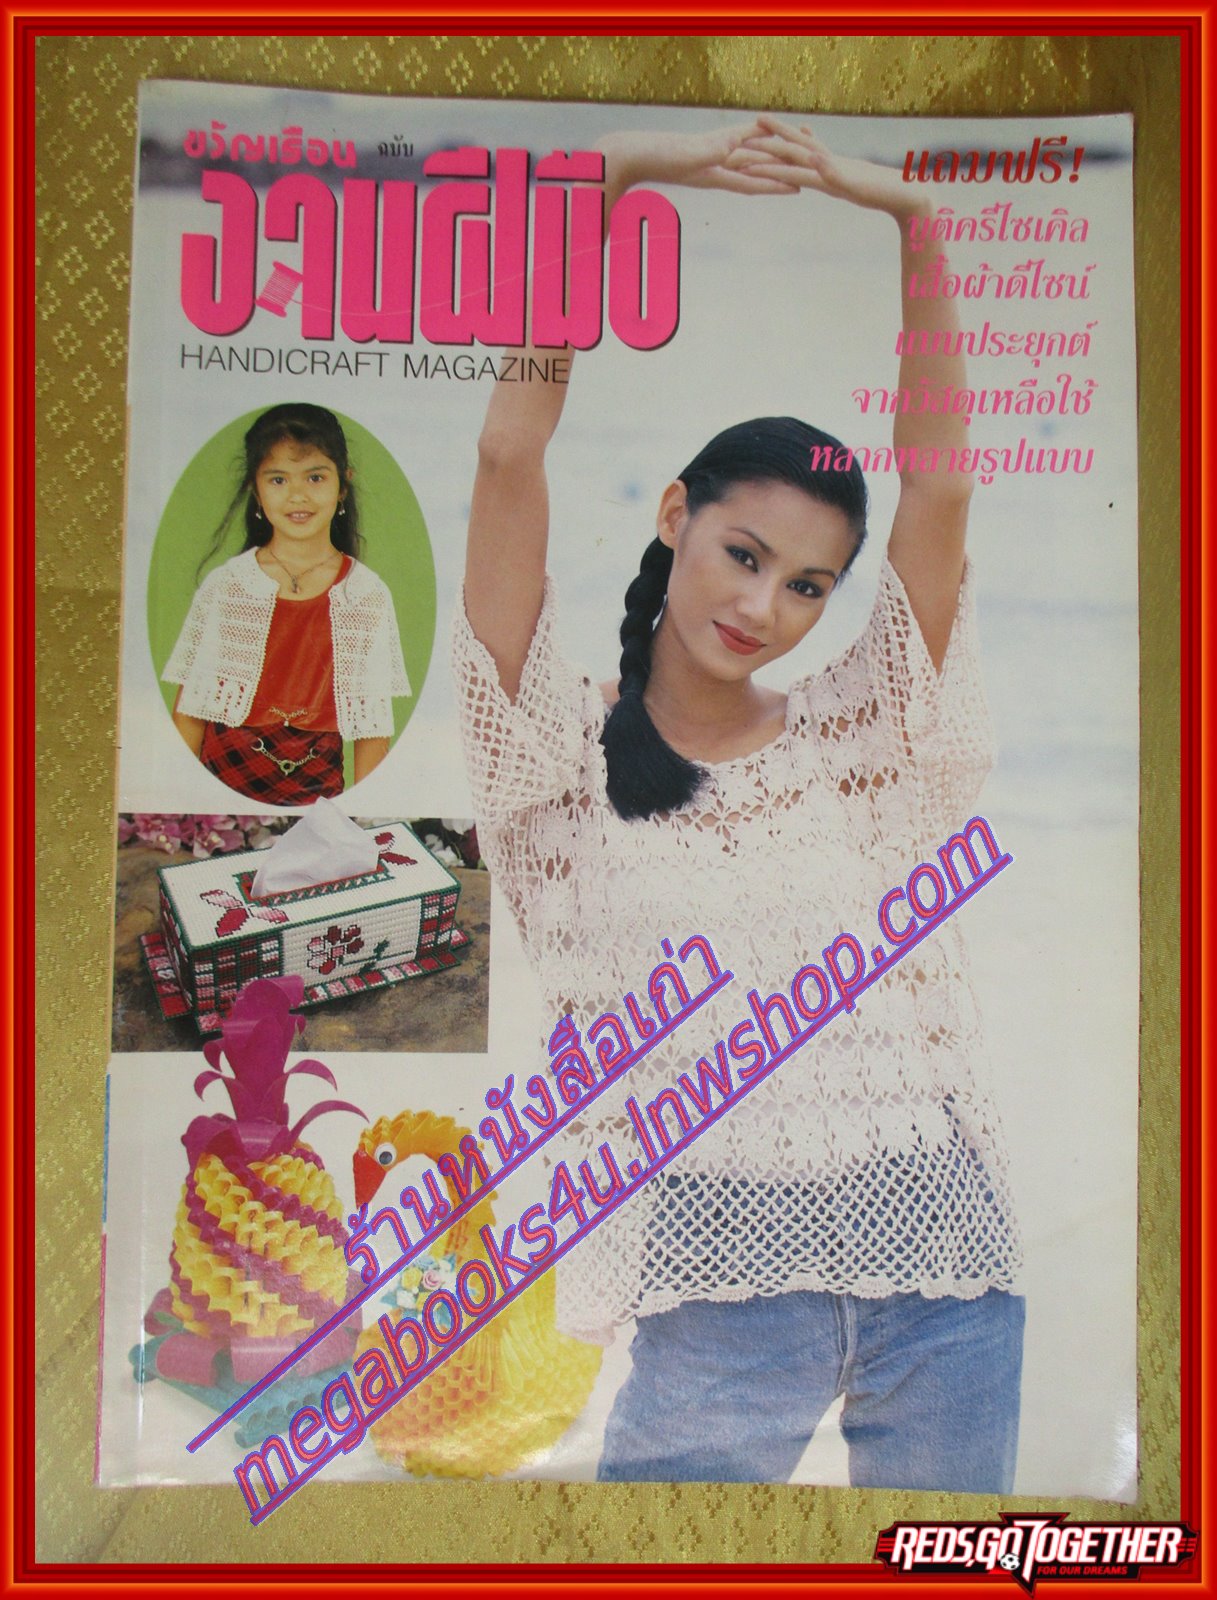 ขวัญเรือน ฉบับ
งานฝีมือ
HANDICRAFT MAGAZINE
แถมฟรี!
บูติครีไซเคิล
เสื้อผ้าดีไซน์
แบบประยุกต์
จากวัสดุเหลือใช้
หลากหลายรูปแบบ
ร้านหนังสือเก่า
megabooks4u.lnwshop.com
REDS,GO TOGETHER
FOR OUR DREAMS